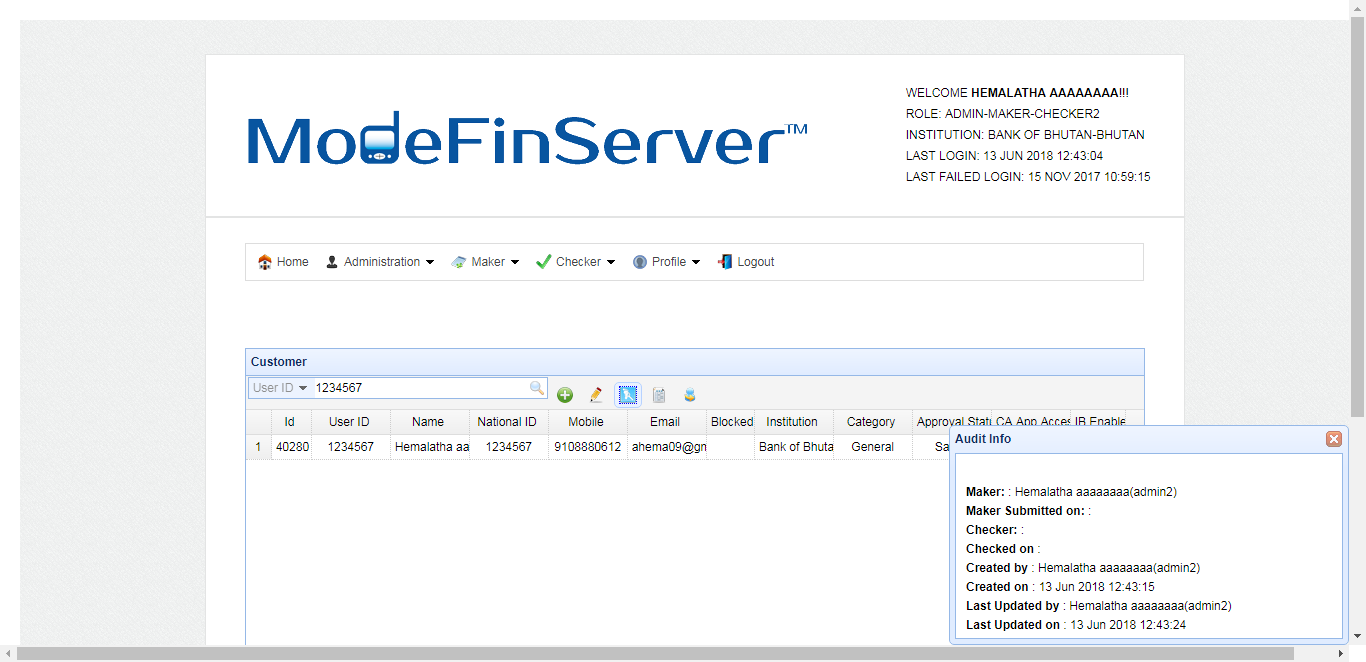 WELCOME HEMALATHA AAAAAAAA!!!
ModeFinServer™
ROLE: ADMIN-MAKER-CHECKER2
INSTITUTION: BANK OF BHUTAN-BHUTAN
LAST LOGIN: 13 JUN 2018 12:43:04
LAST FAILED LOGIN: 15 NOV 2017 10:59:15
Home Administration Maker Checker Profile Logout
Customer
User ID 1234567
Id User ID Name National ID Mobile Email Blocked Institution Category Approval Statu CA App Acces IB Enable
1 40280 1234567 Hemalatha aa 1234567 9108880612 ahema09@gm Bank of Bhuta General Sa
Audit Info
Maker: : Hemalatha aaaaaaaa(admin2)
Maker Submitted on: :
Checker: :
Checked on :
Created by : Hemalatha aaaaaaaa(admin2)
Created on : 13 Jun 2018 12:43:15
Last Updated by : Hemalatha aaaaaaaa(admin2)
Last Updated on : 13 Jun 2018 12:43:24